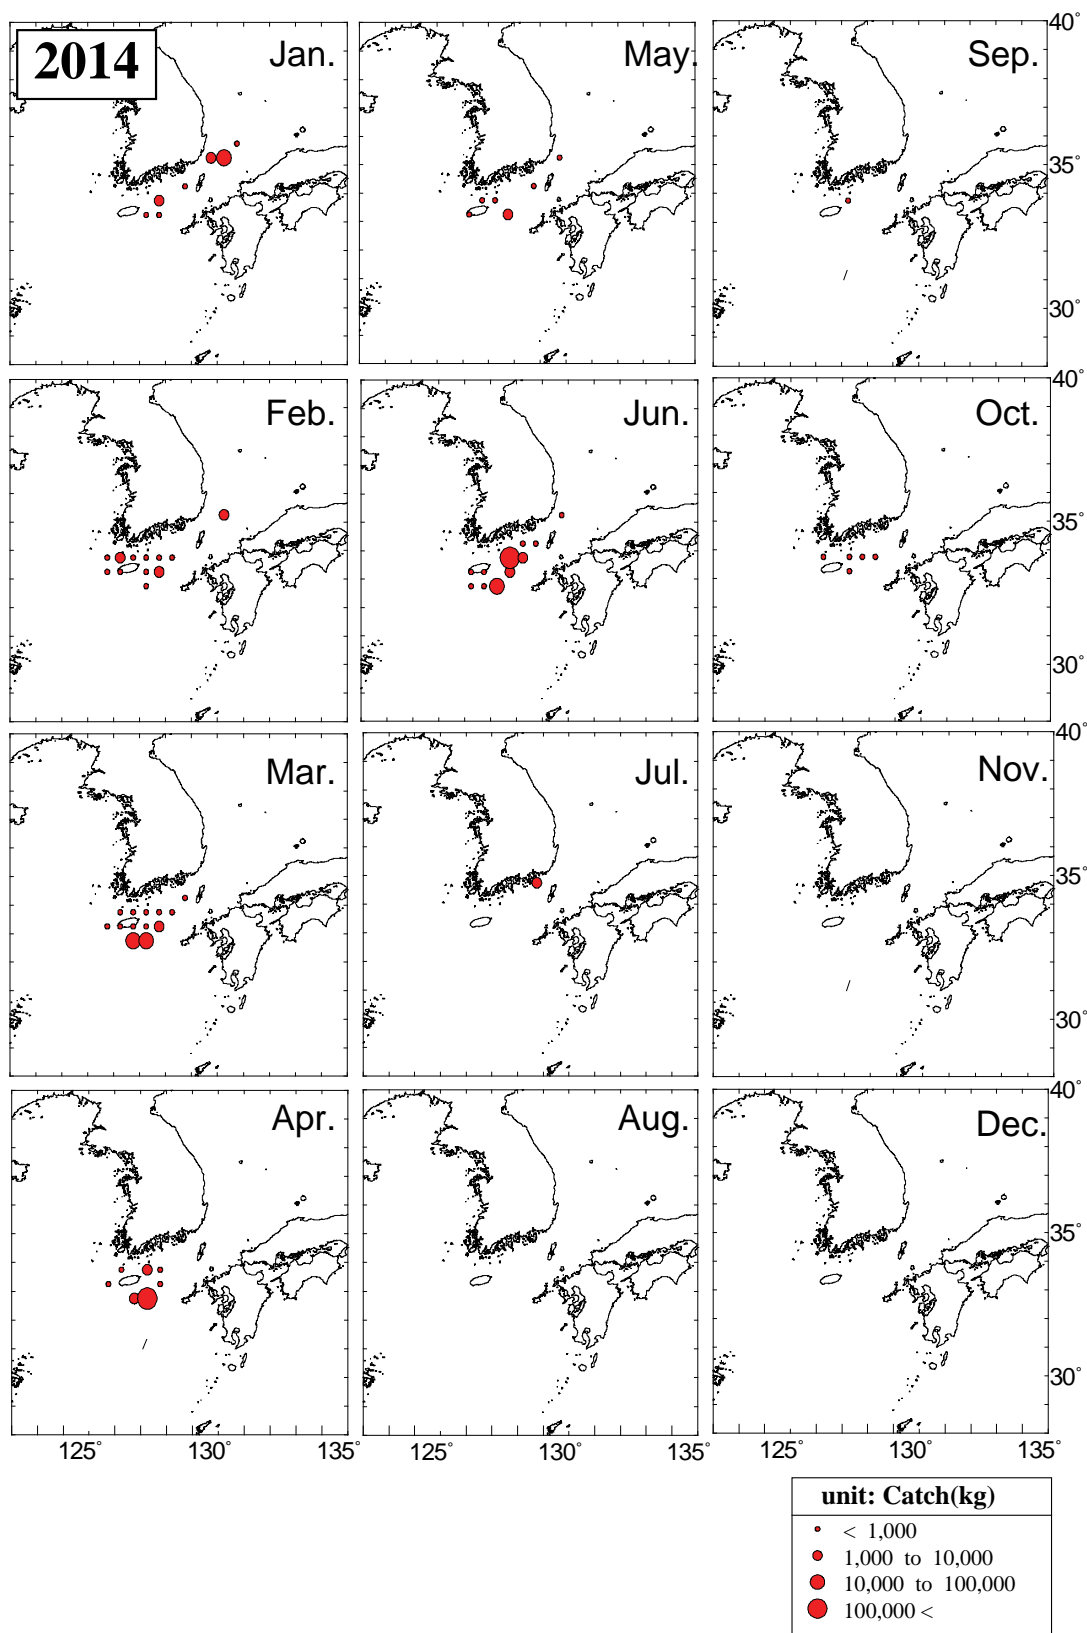 2014
Jan.
May.
Sep.
40°
35°
30°
Feb.
Jun.
Oct.
40°
35°
30°
Mar.
Jul.
Nov.
40°
35°
30°
Apr.
Aug.
Dec.
40°
35°
30°
125° 130° 135°
125° 130° 135°
125° 130° 135°
unit: Catch(kg)
< 1,000
1,000 to 10,000
10,000 to 100,000
100,000 <